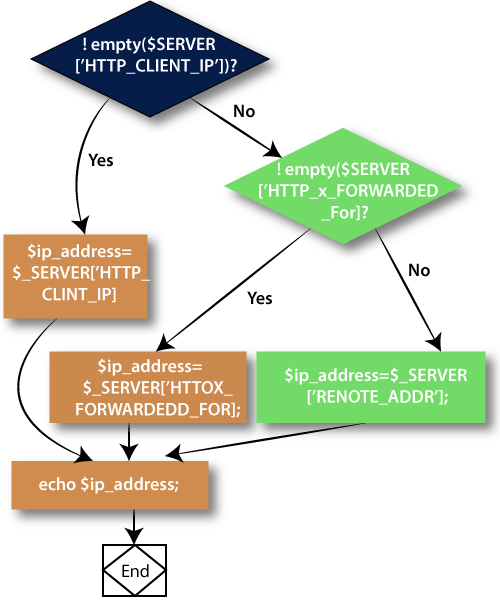 ! empty($SERVER
['HTTP_CLIENT_IP'])?
No
Yes
! empty($SERVER
['HTTP_x_FORWARDED
_For]?
$ip_address=
$_SERVER['HTTP_
CLINT_IP]
No
Yes
$ip_address=
$_SERVER['HTTOX_
FORWARDEDD_FOR];
$ip_address=$_SERVER
['RENOTE_ADDR'];
echo $ip_address;
End